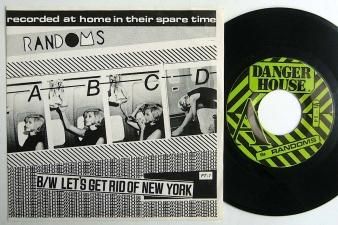 recorded at home in their spare time
RANDOMS
A B C D
B/W LET'S GET RID OF NEW YORK
DANGER
HOUSE
RANDOMS